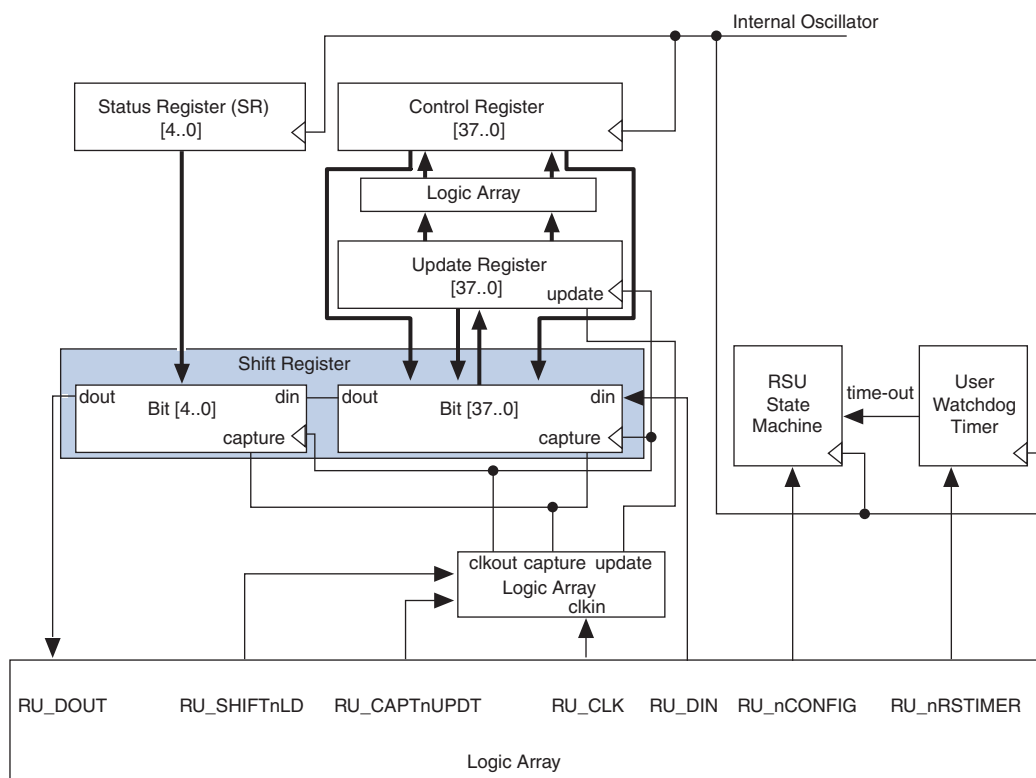 Internal Oscillator
Status Register (SR)
[4..0]
Control Register
[37..0]
Logic Array
Update Register
[37..0]
update
Shift Register
dout
din
Bit [4..0]
capture
dout
din
Bit [37..0]
capture
RSU
State
Machine
time-out
User
Watchdog
Timer
clkout capture update
Logic Array
clkin
RU_DOUT
RU_SHIFTnLD
RU_CAPTnUPDT
RU_CLK
RU_DIN
RU_nCONFIG
RU_nRSTIMER
Logic Array